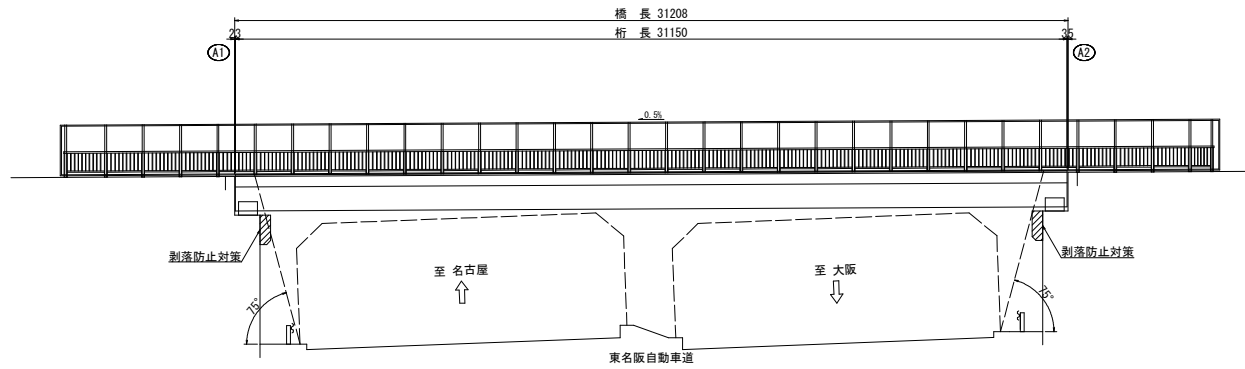 橋 長 31208
23
桁 長 31150
35
A1
A2
0.5%
剥落防止対策
剥落防止対策
至 名古屋
至 大阪
75°
75°
東名阪自動車道